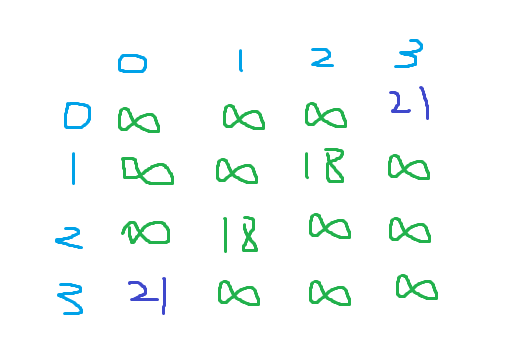 0 1 2 3
0 ∞ ∞ ∞ 21
1 ∞ ∞ 18 ∞
2 ∞ 18 ∞ ∞
3 21 ∞ ∞ ∞